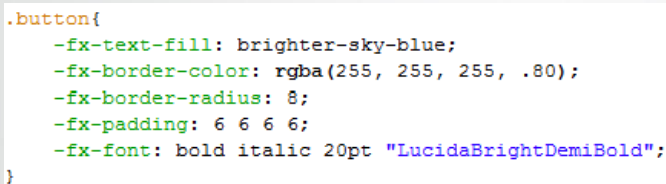 .button{
    -fx-text-fill: brighter-sky-blue;
    -fx-border-color: rgba(255, 255, 255, .80);
    -fx-border-radius: 8;
    -fx-padding: 6 6 6 6;
    -fx-font: bold italic 20pt "LucidaBrightDemiBold";
}